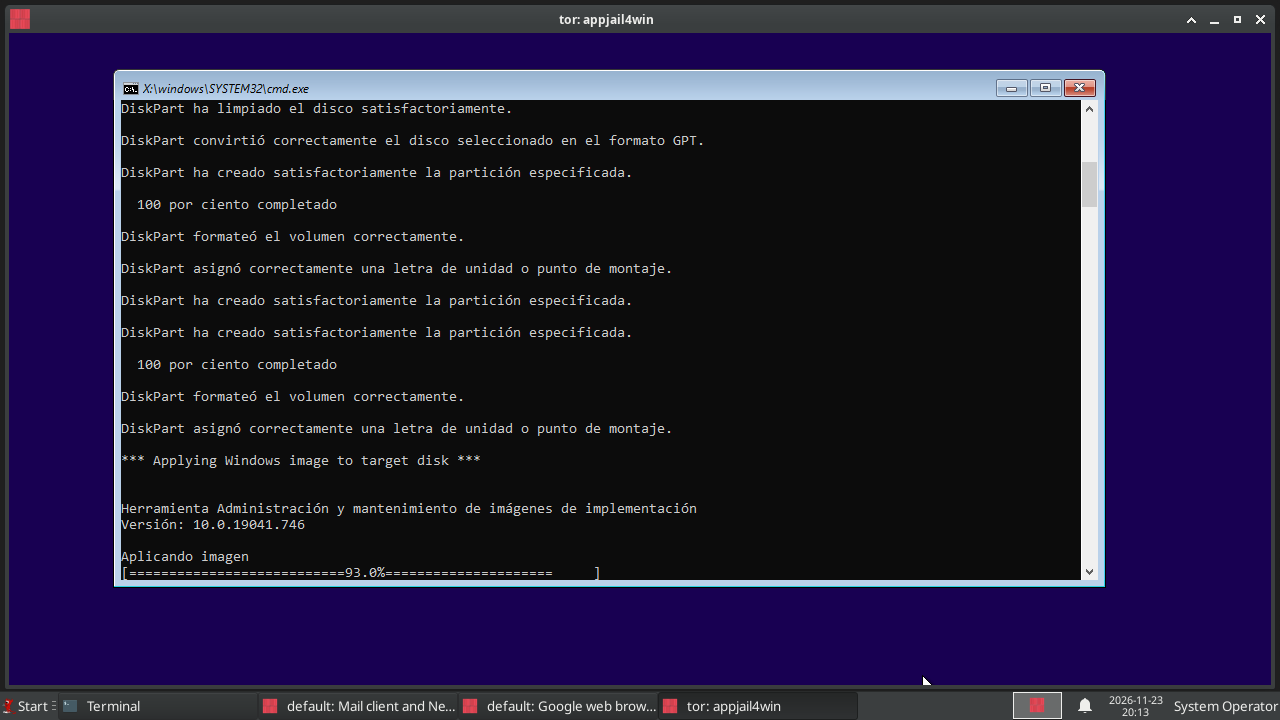 tor: appjail4win
X:\windows\SYSTEM32\cmd.exe
DiskPart ha limpiado el disco satisfactoriamente.
DiskPart convirtió correctamente el disco seleccionado en el formato GPT.
DiskPart ha creado satisfactoriamente la partición especificada.
100 por ciento completado
DiskPart formateó el volumen correctamente.
DiskPart asignó correctamente una letra de unidad o punto de montaje.
DiskPart ha creado satisfactoriamente la partición especificada.
DiskPart ha creado satisfactoriamente la partición especificada.
100 por ciento completado
DiskPart formateó el volumen correctamente.
DiskPart asignó correctamente una letra de unidad o punto de montaje.
*** Applying Windows image to target disk ***
Herramienta Administración y mantenimiento de imágenes de implementación
Versión: 10.0.19041.746
Aplicando imagen
[===========================93.0%=====================     ]
Start
Terminal
default: Mail client and Ne...
default: Google web brow...
tor: appjail4win
2026-11-23
20:13
System Operator